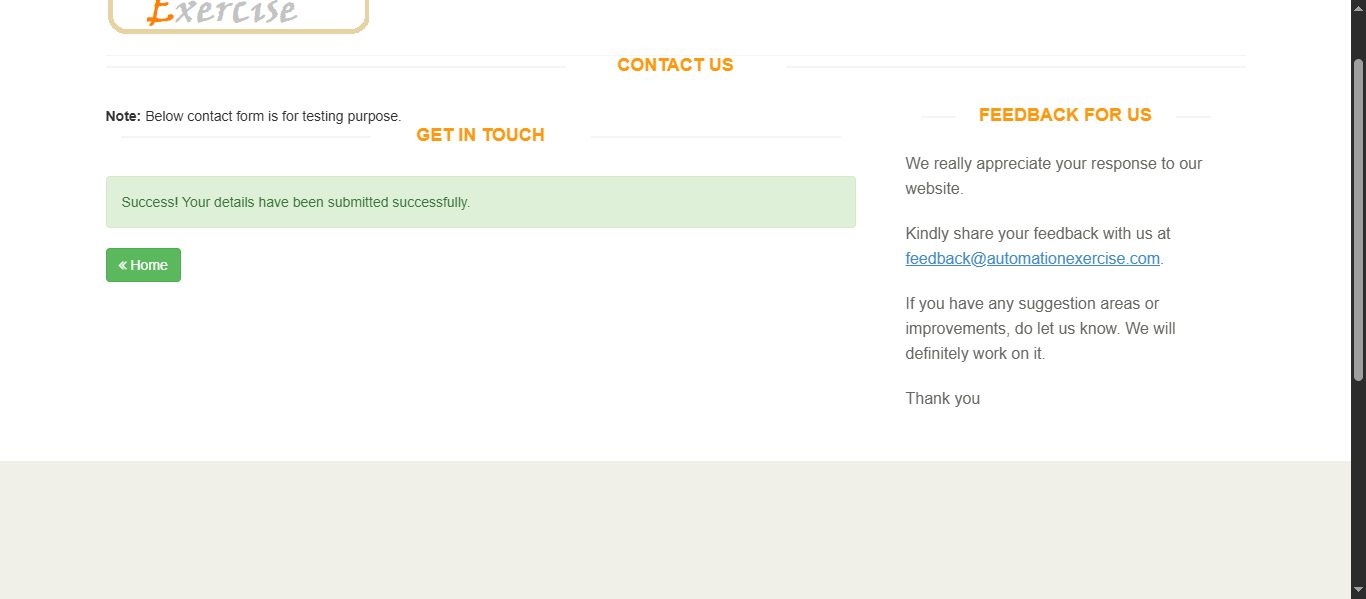 Exercise
CONTACT US
Note: Below contact form is for testing purpose.
GET IN TOUCH
Success! Your details have been submitted successfully.
« Home
FEEDBACK FOR US
We really appreciate your response to our
website.
Kindly share your feedback with us at
feedback@automationexercise.com.
If you have any suggestion areas or
improvements, do let us know. We will
definitely work on it.
Thank you